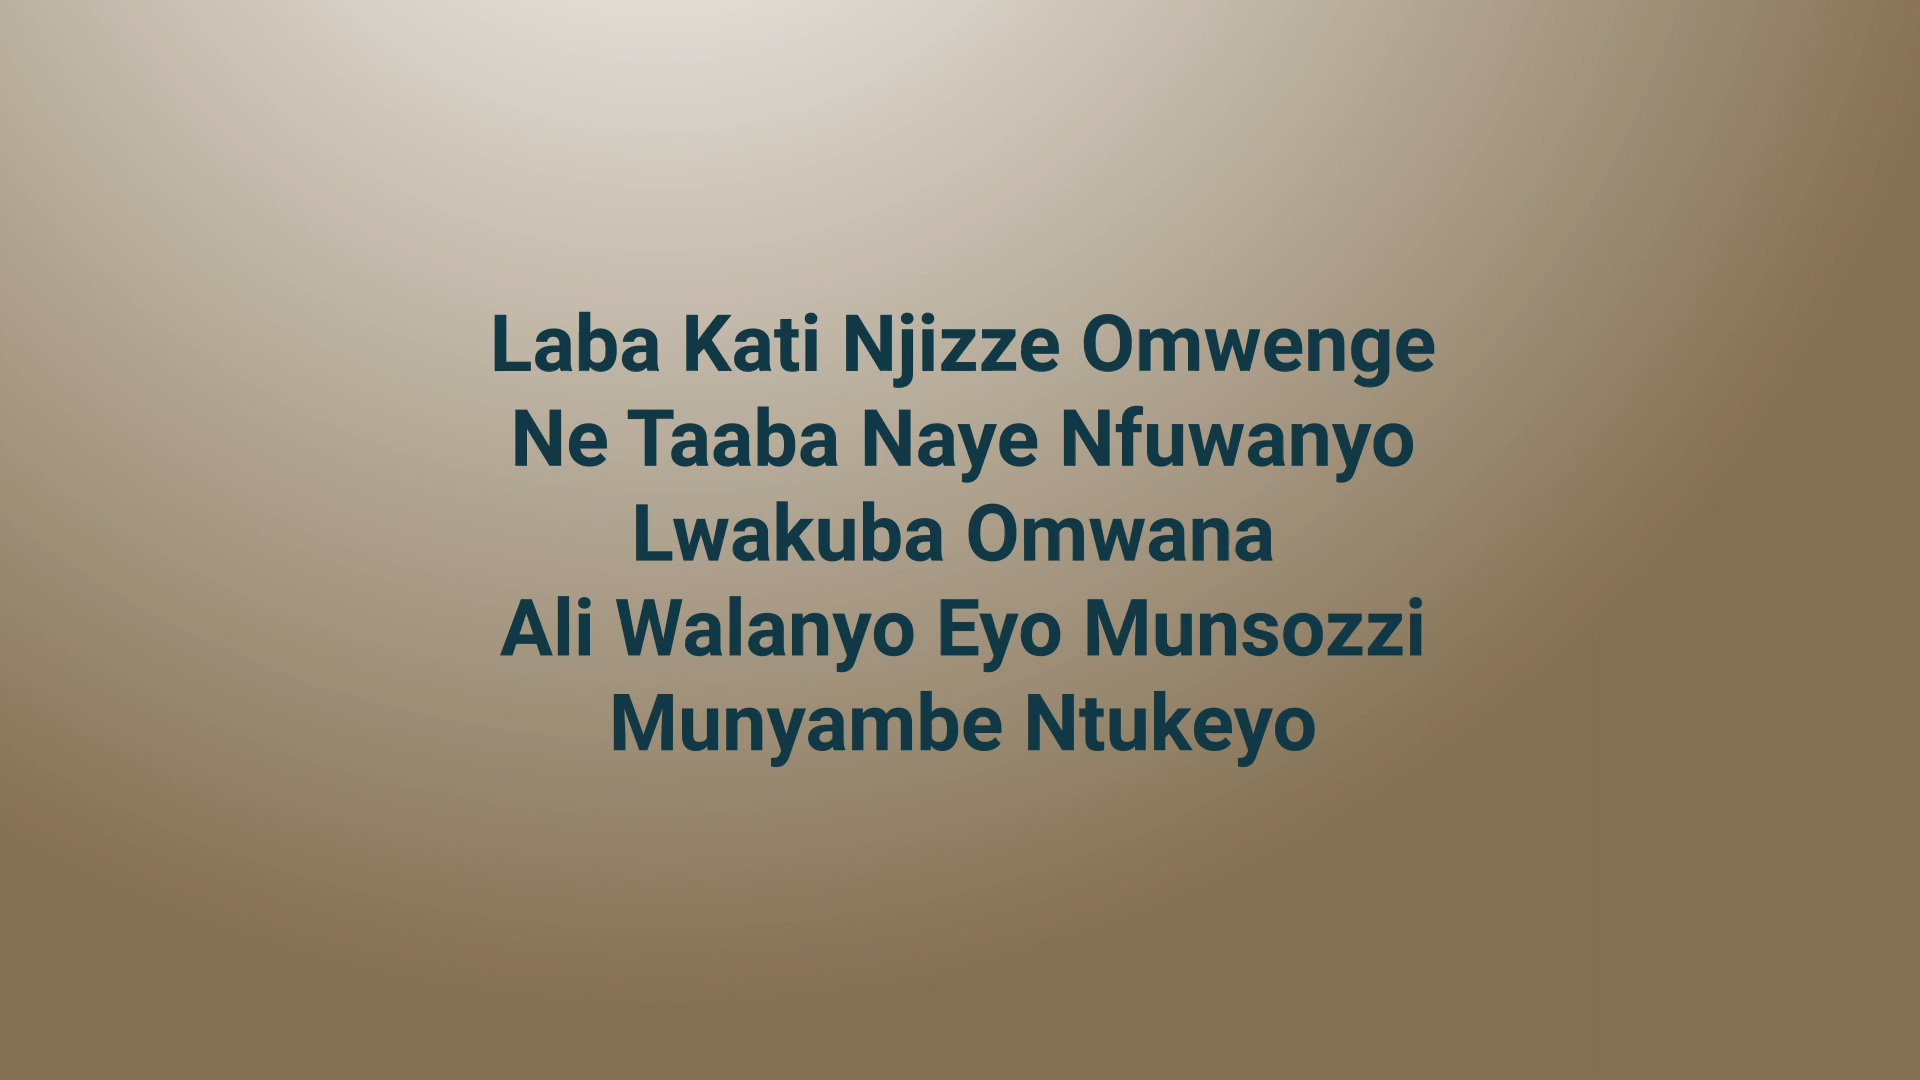 Laba Kati Njizze Omwenge
Ne Taaba Naye Nfuwanyo
Lwakuba Omwana
Ali Walanyo Eyo Munsozzi
Munyambe Ntukeyo